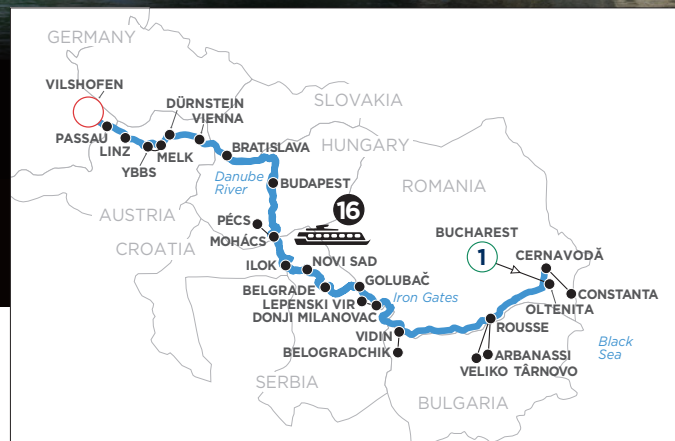 GERMANY
VILSHOFEN
DÜRNSTEIN
VIENNA
SLOVAKIA
PASSAU
LINZ
YBBS
MELK
BRATISLAVA
HUNGARY
Danube
River
BUDAPEST
ROMANIA
AUSTRIA
PÉCS
16
BUCHAREST
CROATIA
MOHÁCS
1
CERNAVODĂ
ILOK
NOVI SAD
GOLUBAČ
BELGRADE
LEPENSKI VIR
Iron Gates
CONSTANTA
OLTENITA
DONJI MILANOVAC
ROUSSE
VIDIN
Black
Sea
BELOGRADCHIK
ARBANASSI
VELIKO TÂRNOVO
SERBIA
BULGARIA